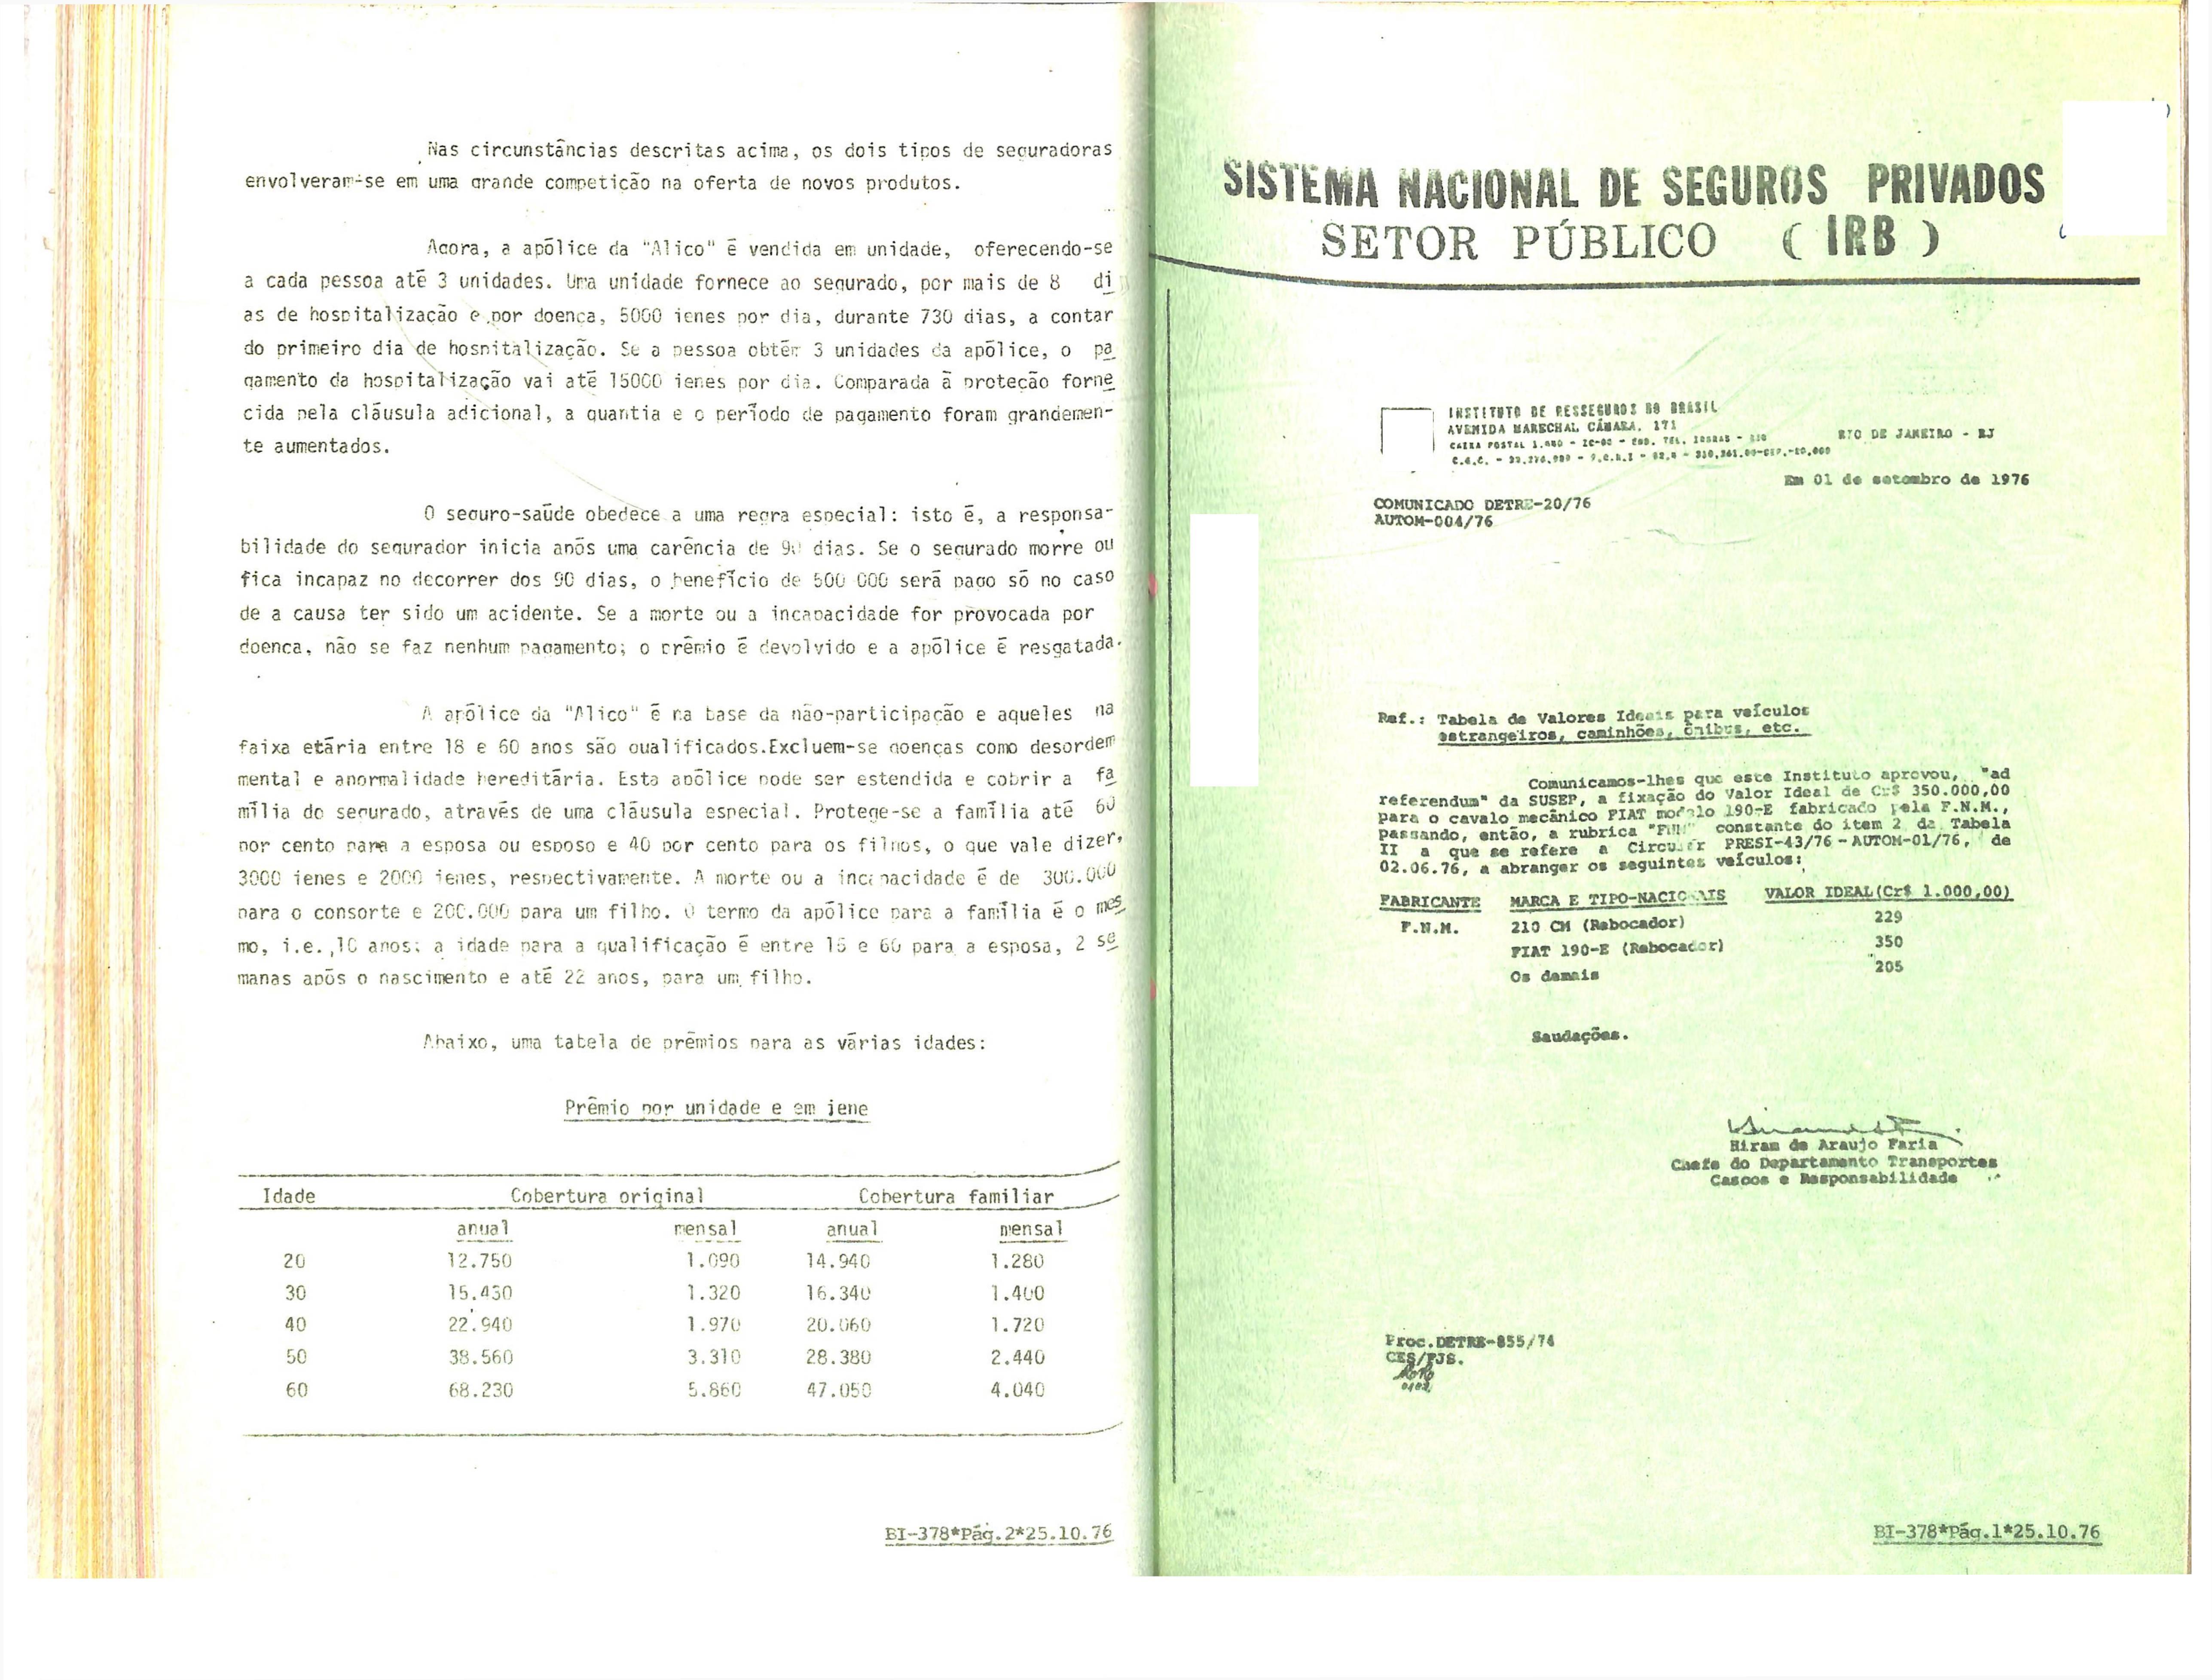 Nas circunstâncias descritas acima, os dois tipos de seguradoras
envolveram-se em uma grande competição na oferta de novos produtos.
Agora, a apólice da "Alico" é vendida em unidade, oferecendo-se
a cada pessoa até 3 unidades. Uma unidade fornece ao segurado, por mais de 8 di
as de hospitalização e por doença, 5000 ienes por dia, durante 730 dias, a contar
do primeiro dia de hospitalização. Se a pessoa obtém 3 unidades da apólice, o pa
gamento da hospitalização vai até 15000 ienes por dia. Comparada à proteção forne
cida pela cláusula adicional, a quantia e o período de pagamento foram grandemen-
te aumentados.
O seguro-saúde obedece a uma regra especial: isto é, a responsa-
bilidade do segurador inicia após uma carência de 90 dias. Se o segurado morre ou
fica incapaz no decorrer dos 90 dias, o benefício de 500 000 será pago só no caso
de a causa ter sido um acidente. Se a morte ou a incapacidade for provocada por
doença, não se faz nenhum pagamento; o prêmio é devolvido e a apólice é resgatada.
A apólice da "Alico" é na base da não-participação e aqueles na
faixa etária entre 18 e 60 anos são qualificados.Excluem-se doenças como desordem
mental e anormalidade hereditária. Esta apólice pode ser estendida e cobrir a fa
mília do segurado, através de uma cláusula especial. Protege-se a família até 60
por cento para a esposa ou esposo e 40 por cento para os filhos, o que vale dizer,
3000 ienes e 2000 ienes, respectivamente. A morte ou a incapacidade é de 300.000
para o consorte e 200.000 para um filho. O termo da apólice para a família é o mes
mo, i.e.,10 anos; a idade para a qualificação é entre 15 e 60 para a esposa, 2 se
manas após o nascimento e até 22 anos, para um filho.
Abaixo, uma tabela de prêmios para as várias idades:
Prêmio por unidade e em iene
Idade Cobertura original Cobertura familiar
anual mensal anual mensal
20 12.750 1.090 14.940 1.280
30 15.430 1.320 16.340 1.400
40 22.940 1.970 20.060 1.720
50 38.560 3.310 28.380 2.440
60 68.230 5.860 47.050 4.040
BI-378*Pág.2*25.10.76
SISTEMA NACIONAL DE SEGUROS PRIVADOS
SETOR PÚBLICO ( IRB )
INSTITUTO DE RESSEGUROS DO BRASIL
AVENIDA MARECHAL CÂMARA, 171
CAIXA POSTAL 1.440 - ZC-00 - END. TEL. IRBRAS - RIO
RIO DE JANEIRO - RJ
C.G.C. -
Em 01 de setembro de 1976
COMUNICADO DETRE-20/76
AUTOM-004/76
Ref.: Tabela de Valores Ideais para veículos
estrangeiros, caminhões, ônibus, etc.
Comunicamos-lhes que este Instituto aprovou, "ad
referendum" da SUSEP, a fixação do Valor Ideal de Cr$ 350.000,00
para o cavalo mecânico FIAT modelo 190-E fabricado pela F.N.M.,
passando, então, a rubrica "FNM" constante do item 2 da Tabela
II a que se refere a Circular PRESI-43/76 - AUTOM-01/76, de
02.06.76, a abranger os seguintes veículos:
FABRICANTE MARCA E TIPO-NACIONAIS VALOR IDEAL(Cr$ 1.000,00)
F.N.M. 210 CM (Rabocador) 229
FIAT 190-E (Rabocador) 350
Os demais 205
Saudações.
Hiram de Araujo Faria
Chefe do Departamento Transportes
Cascos e Responsabilidade
Proc.DETRE-855/74
CES/PJS.
BI-378*Pág.1*25.10.76